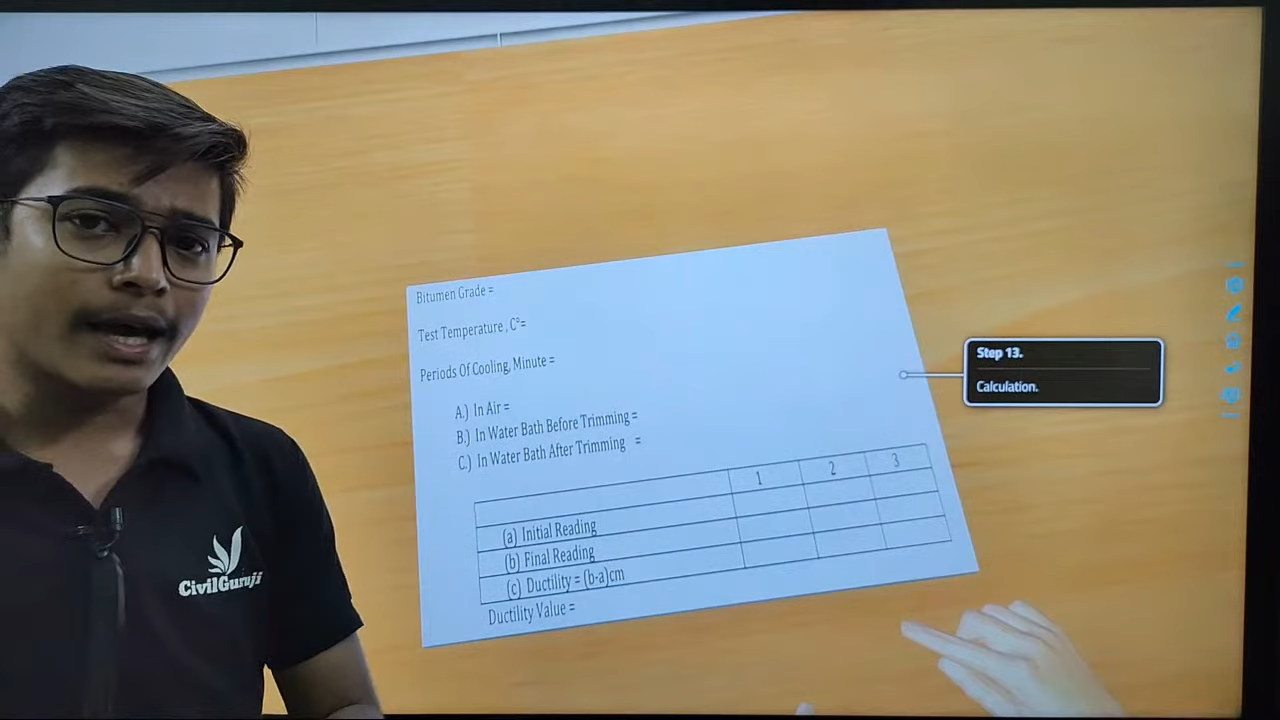 Bitumen Grade =
Test Temperature , C°=
Periods Of Cooling, Minute =
A.) In Air =
B.) In Water Bath Before Trimming =
C.) In Water Bath After Trimming =
1 2 3
(a) Initial Reading
(b) Final Reading
(c) Ductility = (b-a)cm
Ductility Value =
Step 13.
Calculation.
CivilGuruji